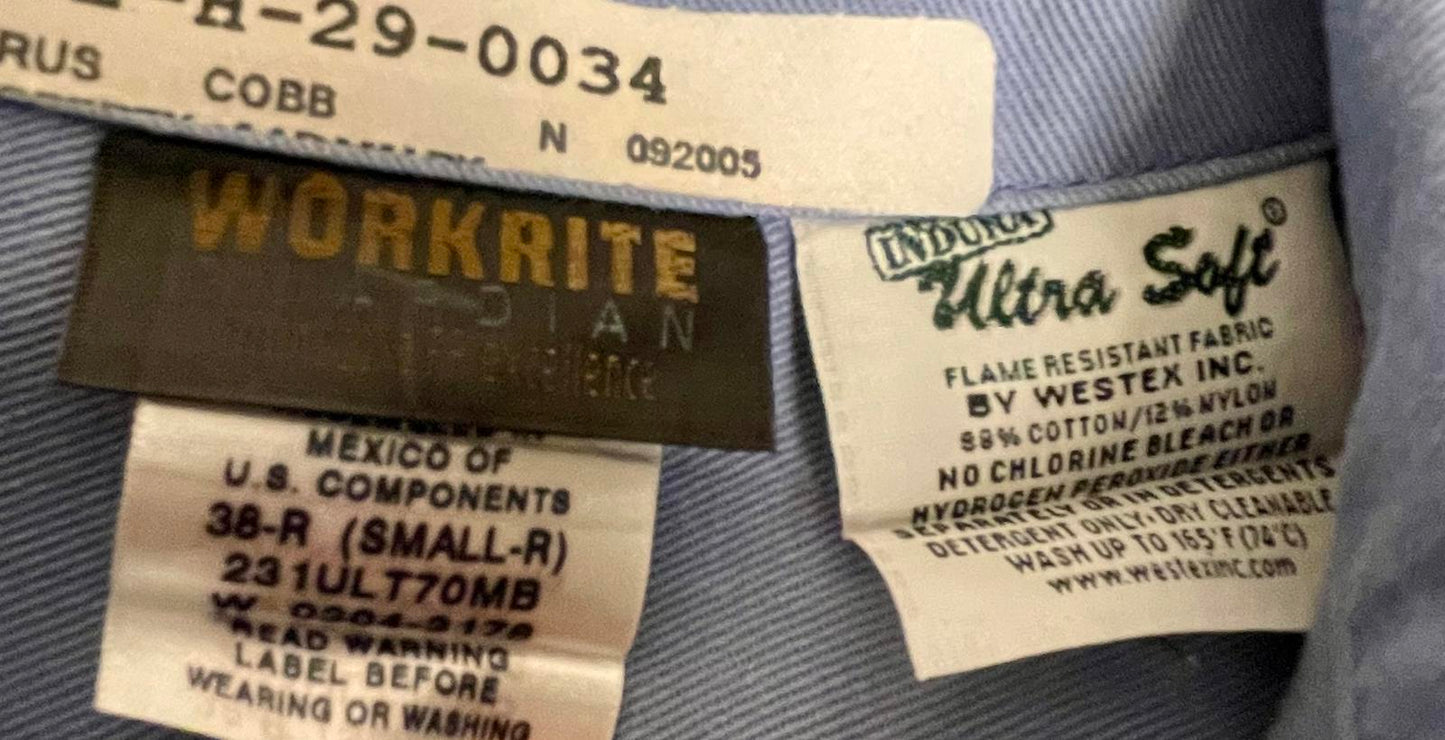 -H-29-0034
RUS COBB
N 092005
WORKRITE
MEXICO OF
U.S. COMPONENTS
38-R (SMALL-R)
231ULT70MB
READ WARNING
LABEL BEFORE
WEARING OR WASHING
INDURA
Ultra Soft®
FLAME RESISTANT FABRIC
BY WESTEX INC.
88% COTTON/12% NYLON
NO CHLORINE BLEACH OR
HYDROGEN PEROXIDE EITHER
SEPARATELY OR IN DETERGENTS
DETERGENT ONLY, DRY CLEANABLE
WASH UP TO 165°F (74°C)
www.westexinc.com